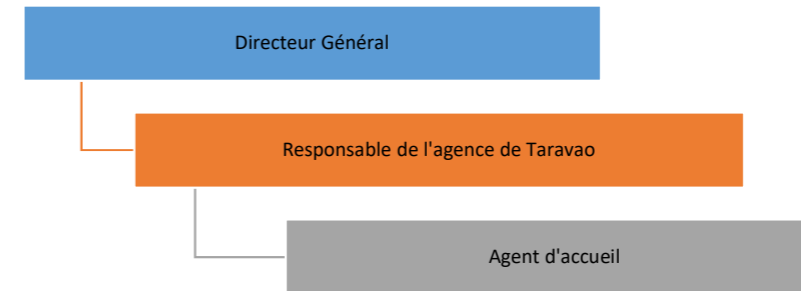 Directeur Général
Responsable de l'agence de Taravao
Agent d'accueil